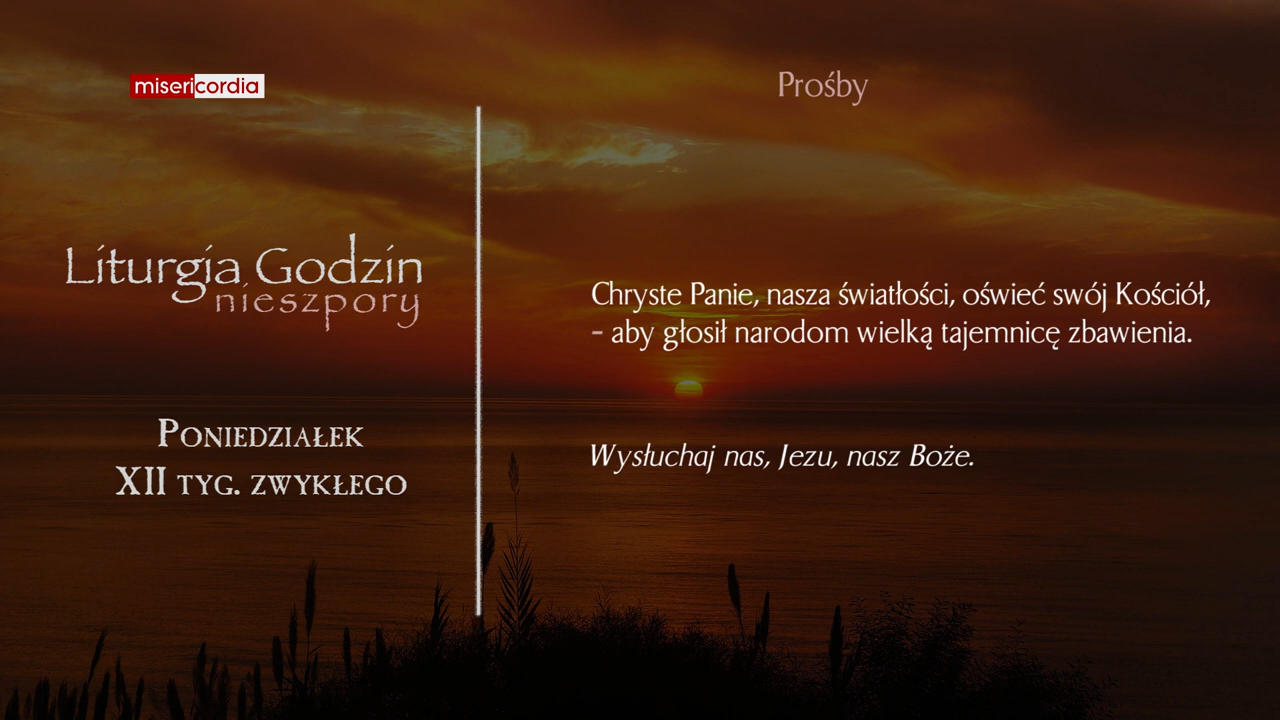 misericordia
Prośby
Liturgia Godzin
nieszpory
Poniedziałek
XII tyg. zwykłego
Chryste Panie, nasza światłości, oświeć swój Kościół,
- aby głosił narodom wielką tajemnicę zbawienia.
Wysłuchaj nas, Jezu, nasz Boże.